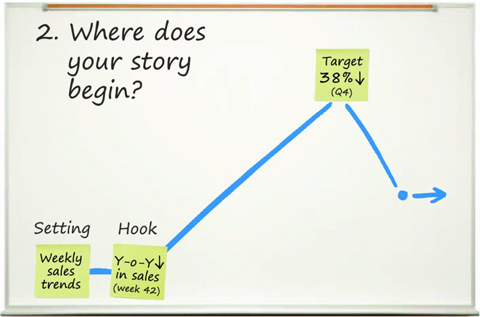 2. Where does
your story
begin?
Target
38%↓
(Q4)
Setting
Hook
Weekly
sales
trends
Y-o-Y↓
in sales
(week 42)